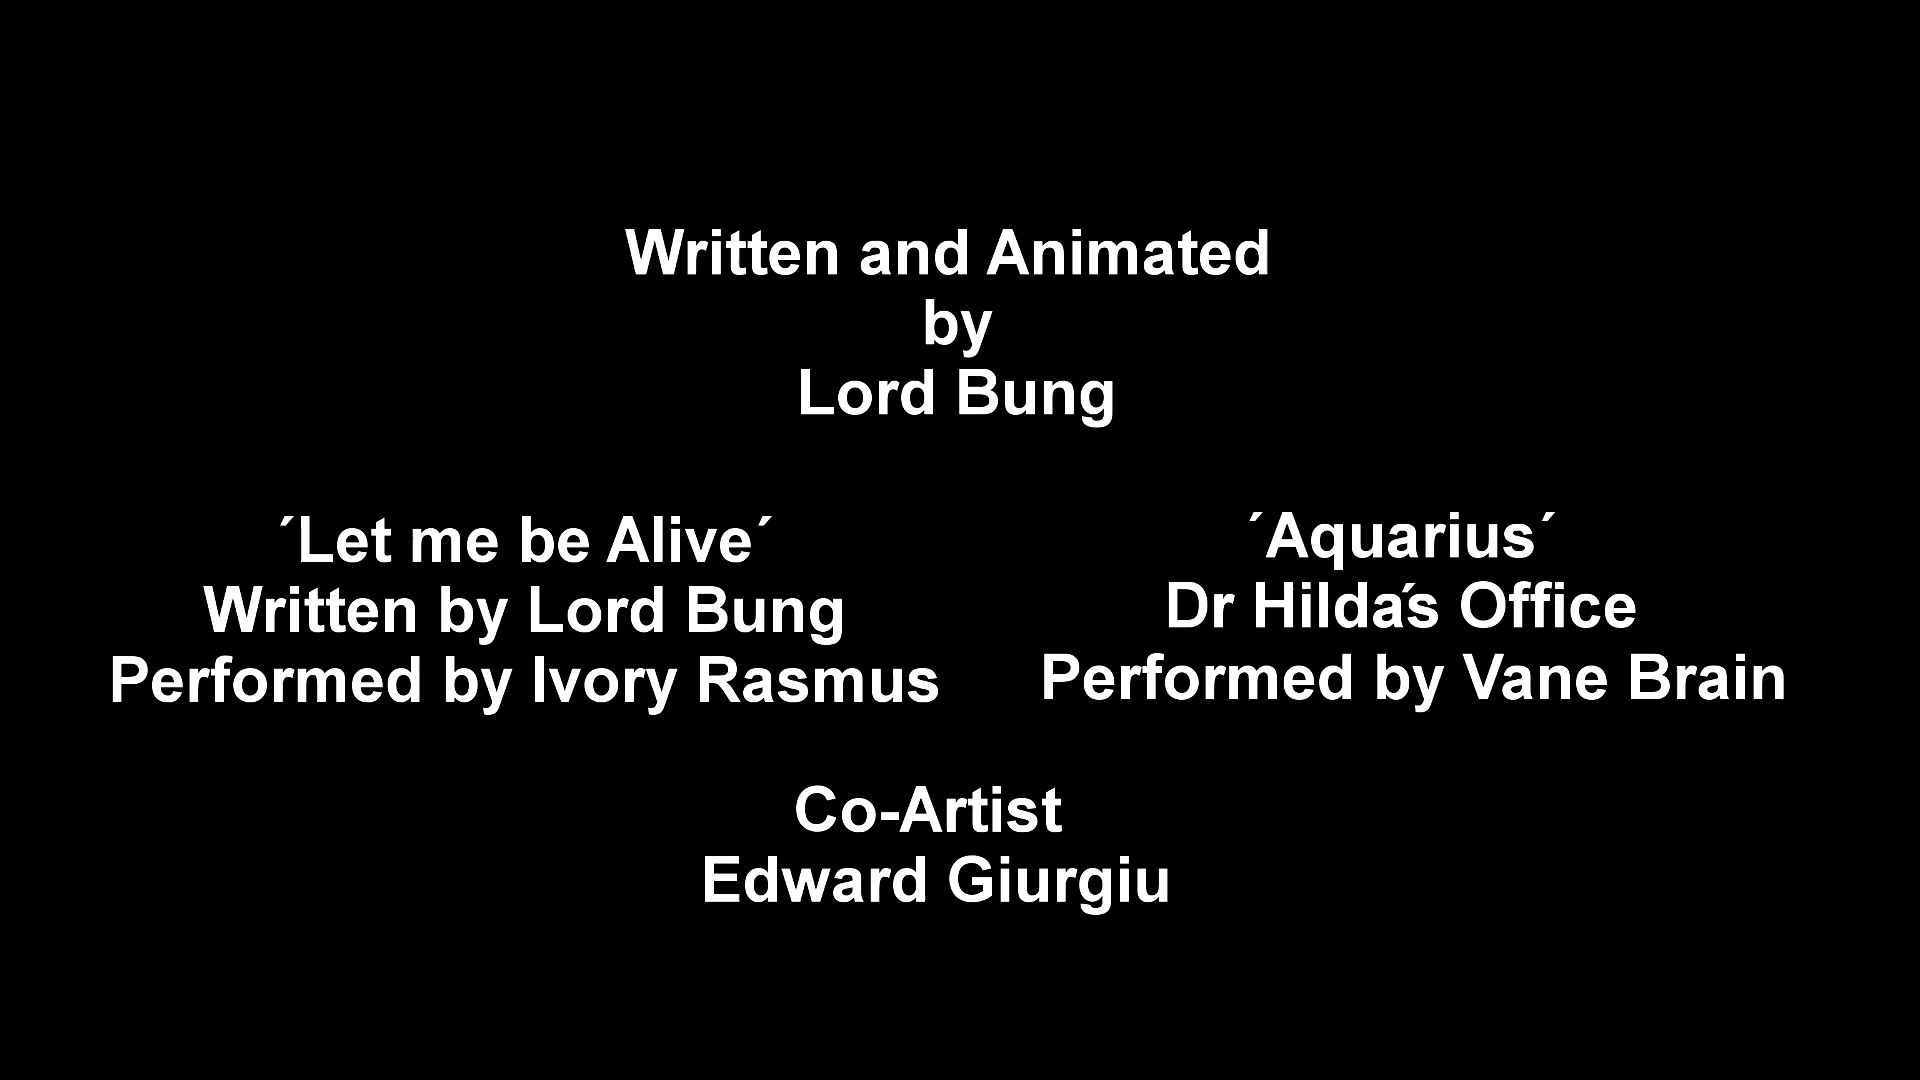 Written and Animated
by
Lord Bung
´Let me be Alive´
Written by Lord Bung
Performed by Ivory Rasmus
´Aquarius´
Dr Hilda´s Office
Performed by Vane Brain
Co-Artist
Edward Giurgiu